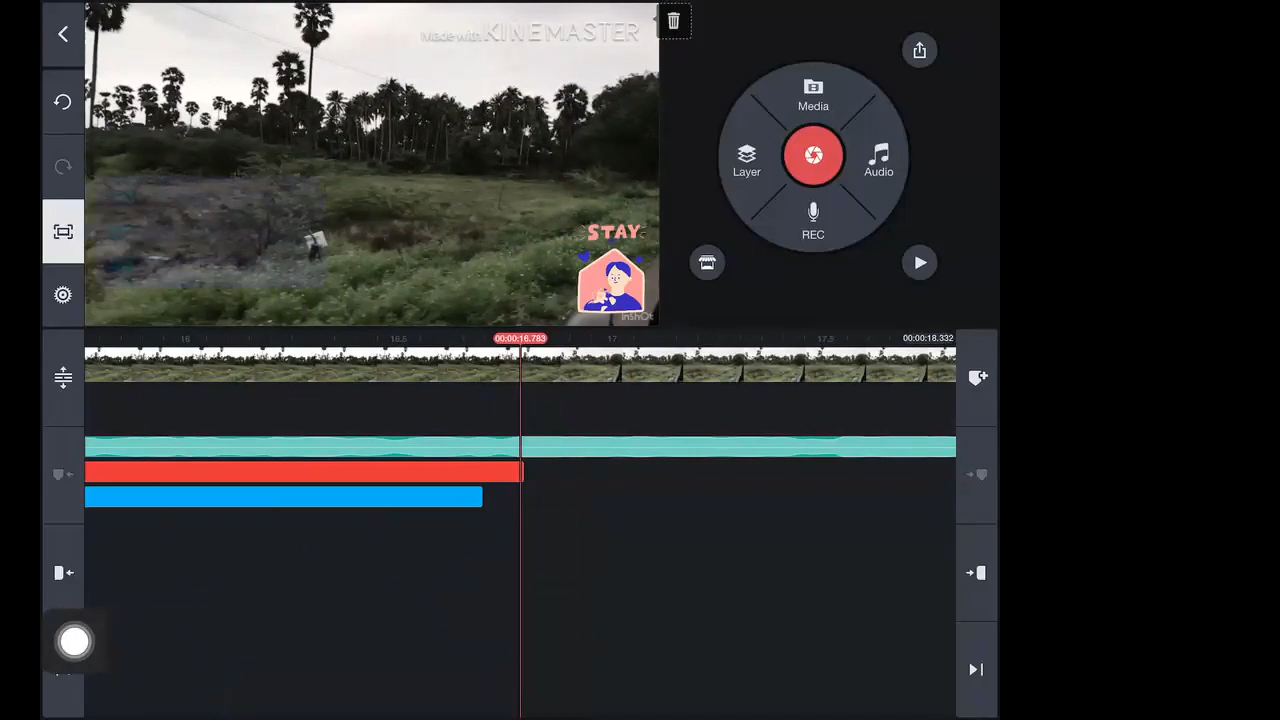 Made with KINEMASTER
STAY
InShOt
Media
Layer
Audio
REC
16
16.5
00:00:16.783
17
17.5
00:00:18.332